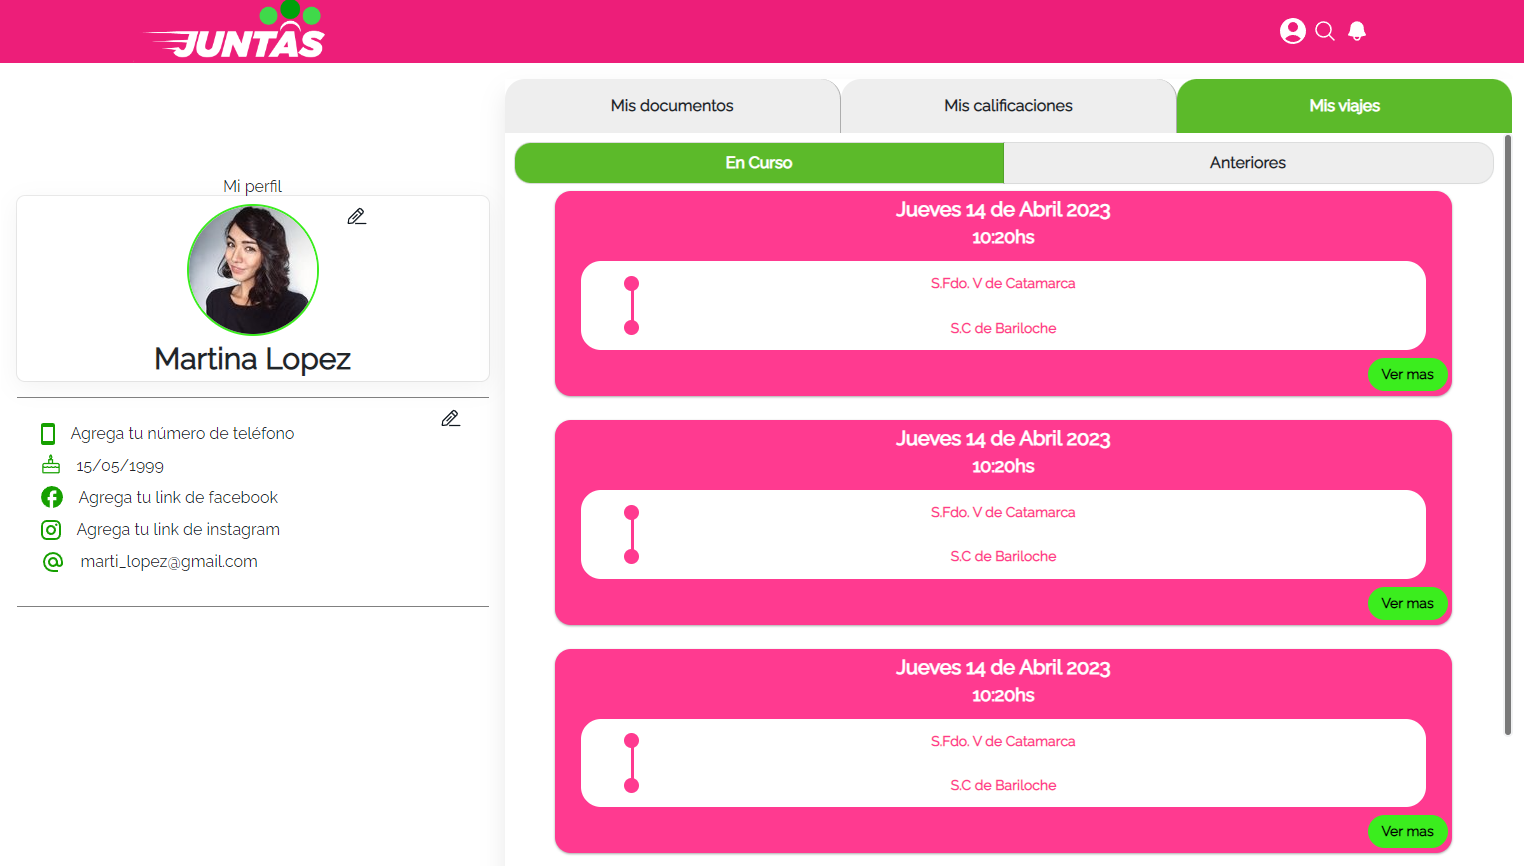 JUNTAS
Mi perfil
Martina Lopez
Agrega tu número de teléfono
15/05/1999
Agrega tu link de facebook
Agrega tu link de instagram
marti_lopez@gmail.com
Mis documentos
Mis calificaciones
Mis viajes
En Curso
Anteriores
Jueves 14 de Abril 2023
10:20hs
S.Fdo. V de Catamarca
S.C de Bariloche
Ver mas
Jueves 14 de Abril 2023
10:20hs
S.Fdo. V de Catamarca
S.C de Bariloche
Ver mas
Jueves 14 de Abril 2023
10:20hs
S.Fdo. V de Catamarca
S.C de Bariloche
Ver mas